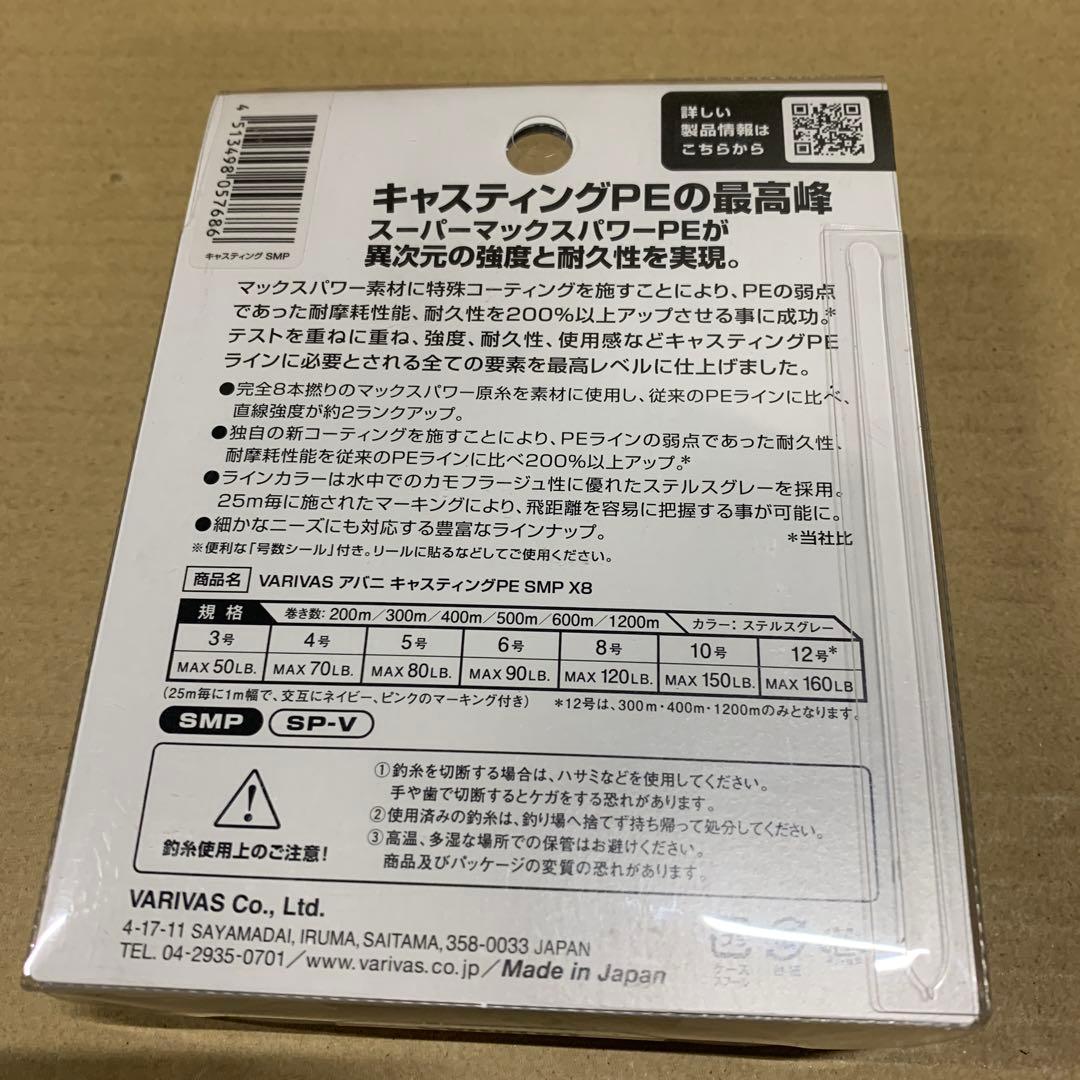 4 513498 057686
キャスティング SMP
詳しい
製品情報は
こちらから
キャスティングPEの最高峰
スーパーマックスパワーPEが
異次元の強度と耐久性を実現。
マックスパワー素材に特殊コーティングを施すことにより、PEの弱点
であった耐摩耗性能、耐久性を200%以上アップさせる事に成功。*
テストを重ねに重ね、強度、耐久性、使用感などキャスティングPE
ラインに必要とされる全ての要素を最高レベルに仕上げました。
●完全8本撚りのマックスパワー原糸を素材に使用し、従来のPEラインに比べ、
直線強度が約2ランクアップ。
●独自の新コーティングを施すことにより、PEラインの弱点であった耐久性、
耐摩耗性能を従来のPEラインに比べ200%以上アップ。*
●ラインカラーは水中でのカモフラージュ性に優れたステルスグレーを採用。
25m毎に施されたマーキングにより、飛距離を容易に把握する事が可能に。
●細かなニーズにも対応する豊富なラインナップ。 *当社比
※便利な「号数シール」付き。リールに貼るなどしてご使用ください。
商品名 VARIVAS アバニ キャスティングPE SMP X8
規格 巻き数: 200m/300m/400m/500m/600m/1200m カラー: ステルスグレー
3号 4号 5号 6号 8号 10号 12号*
MAX 50LB. MAX 70LB. MAX 80LB. MAX 90LB. MAX 120LB. MAX 150LB. MAX 160LB
(25m毎に1m幅で、交互にネイビー、ピンクのマーキング付き) *12号は、300m・400m・1200mのみとなります。
SMP SP-V
釣糸使用上のご注意!
①釣糸を切断する場合は、ハサミなどを使用してください。
手や歯で切断するとケガをする恐れがあります。
②使用済みの釣糸は、釣り場へ捨てず持ち帰って処分してください。
③高温、多湿な場所での保管はお避けください。
商品及びパッケージの変質の恐れがあります。
VARIVAS Co., Ltd.
4-17-11 SAYAMADAI, IRUMA, SAITAMA, 358-0033 JAPAN
TEL. 04-2935-0701/www.varivas.co.jp/Made in Japan
プラ
ケース
スプール
台紙